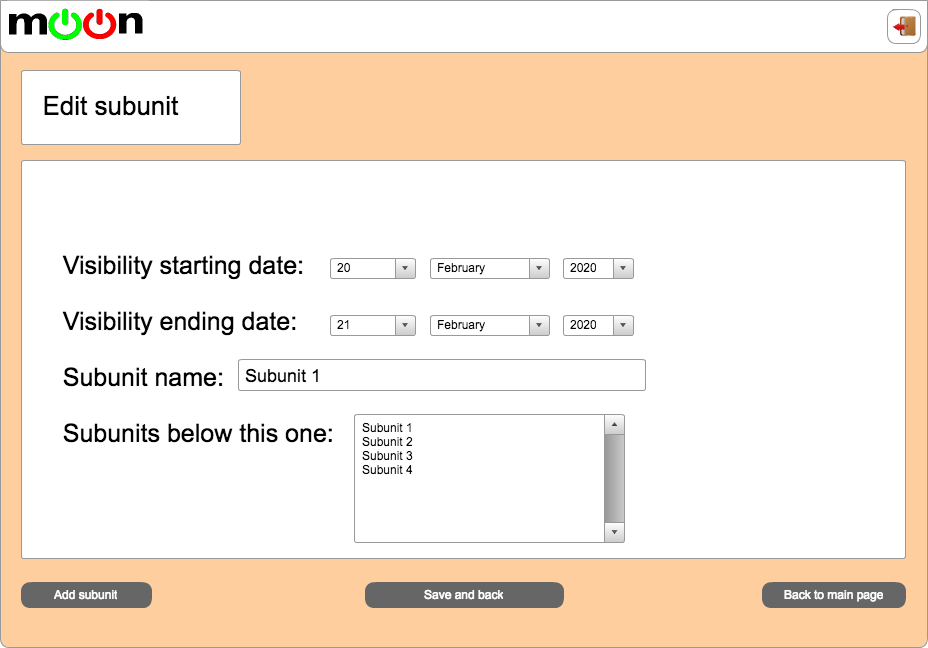 moon
Edit subunit
Visibility starting date: 20 February 2020
Visibility ending date: 21 February 2020
Subunit name: Subunit 1
Subunits below this one:
Subunit 1
Subunit 2
Subunit 3
Subunit 4
Add subunit
Save and back
Back to main page